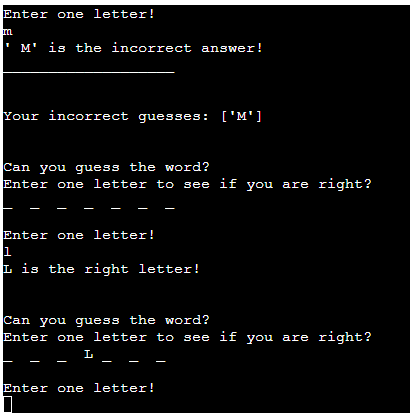 Enter one letter!
m
' M' is the incorrect answer!
___________________
Your incorrect guesses: ['M']
Can you guess the word?
Enter one letter to see if you are right?
_ _ _ _ _ _ _
Enter one letter!
l
L is the right letter!
Can you guess the word?
Enter one letter to see if you are right?
_ _ _ L _ _ _
Enter one letter!